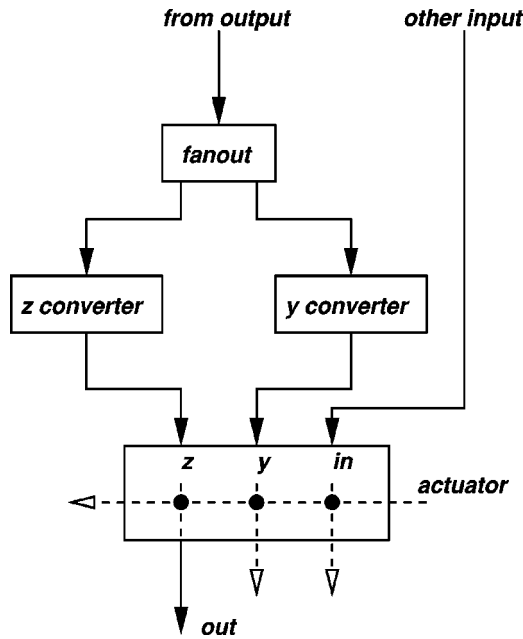 from output
other input
fanout
z converter
y converter
z
y
in
actuator
out